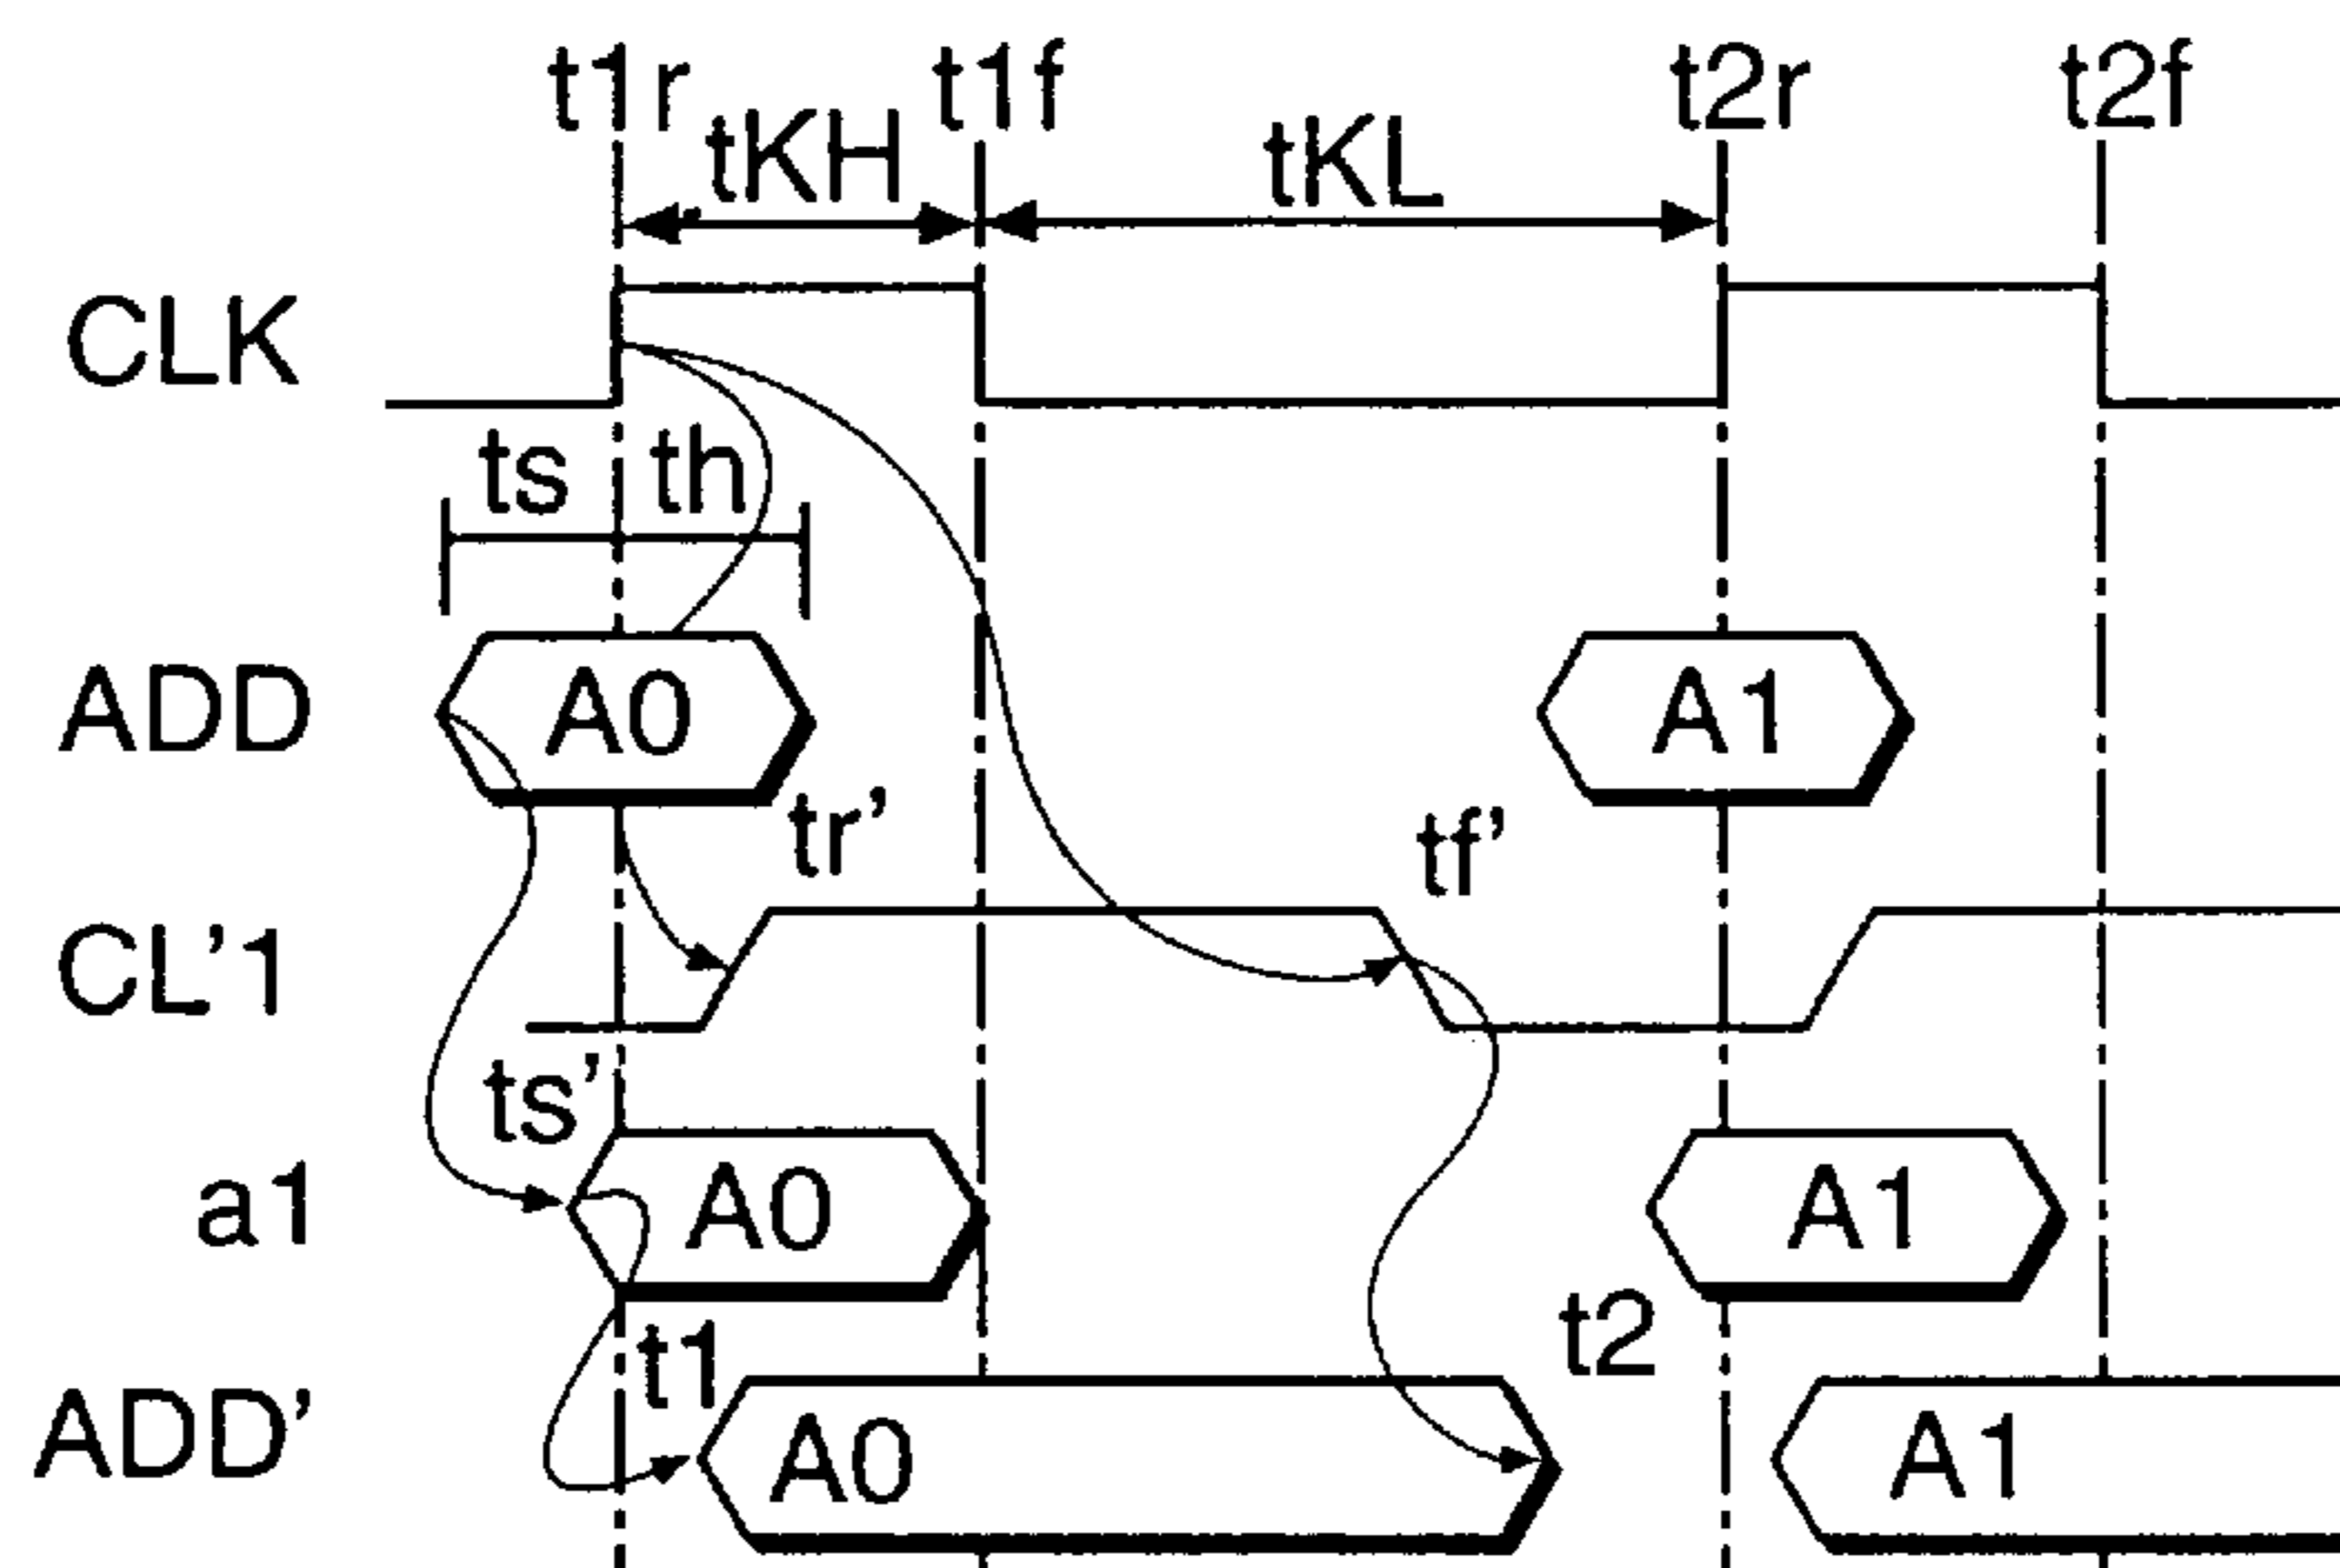 t1r t1f t2r t2f
tKH tKL
CLK
ts th
ADD A0 A1
tr’ tf’
CL’1
ts’
a1 A0 A1
t1 t2
ADD’ A0 A1